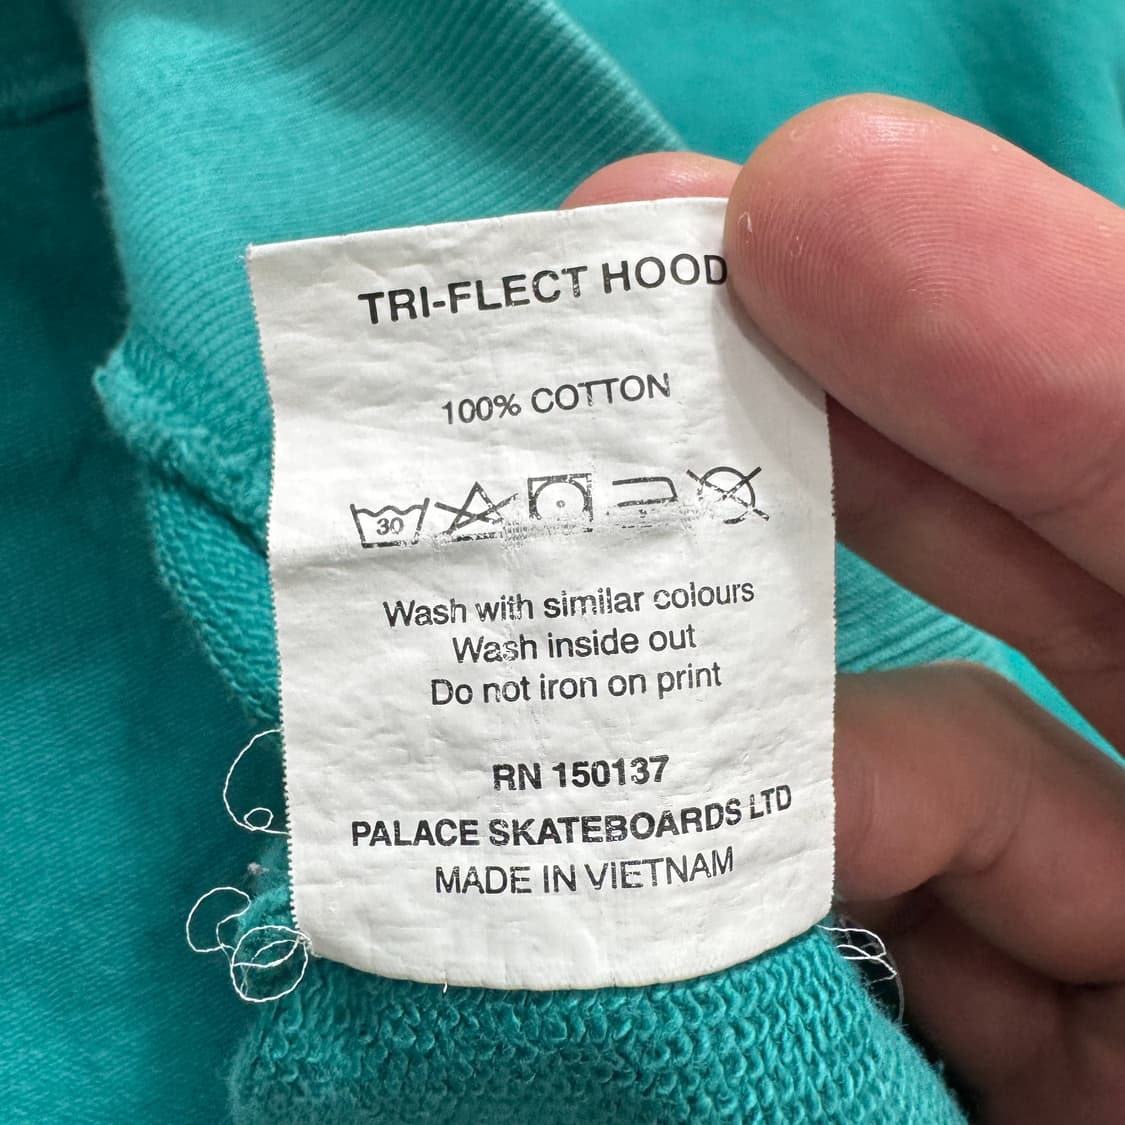 TRI-FLECT HOOD
100% COTTON
30
Wash with similar colours
Wash inside out
Do not iron on print
RN 150137
PALACE SKATEBOARDS LTD
MADE IN VIETNAM